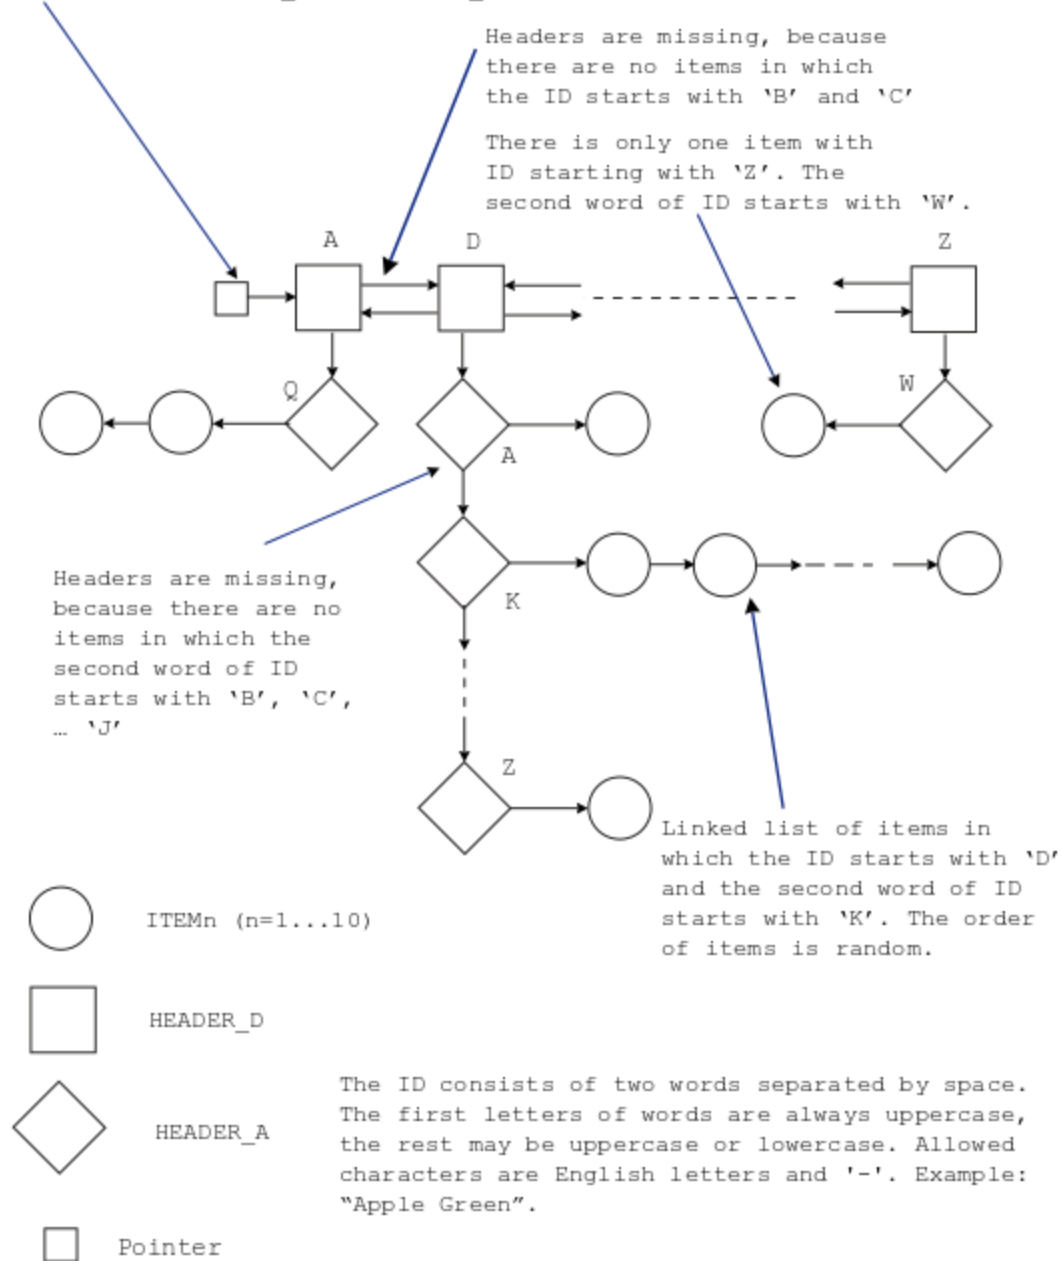 Headers are missing, because
there are no items in which
the ID starts with ‘B’ and ‘C’
There is only one item with
ID starting with ‘Z’. The
second word of ID starts with ‘W’.
A
D
Z
Q
W
A
Headers are missing,
because there are no
items in which the
second word of ID
starts with ‘B’, ‘C’,
… ‘J’
K
Z
Linked list of items in
which the ID starts with ‘D’
and the second word of ID
starts with ‘K’. The order
of items is random.
ITEMn (n=1...10)
HEADER_D
HEADER_A
The ID consists of two words separated by space.
The first letters of words are always uppercase,
the rest may be uppercase or lowercase. Allowed
characters are English letters and '-'. Example:
“Apple Green”.
Pointer